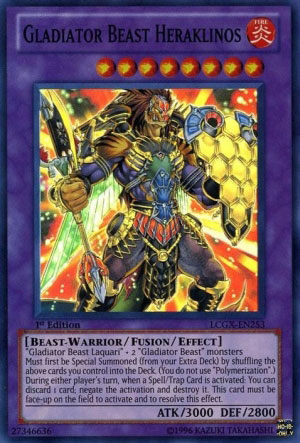 GLADIATOR BEAST HERAKLINOS
FIRE
炎
1st Edition
LCGX-EN253
[BEAST-WARRIOR / FUSION / EFFECT]
"Gladiator Beast Laquari" + 2 "Gladiator Beast" monsters
Must first be Special Summoned (from your Extra Deck) by shuffling the
above cards you control into the Deck. (You do not use "Polymerization".)
During either player's turn, when a Spell/Trap Card is activated: You can
discard 1 card; negate the activation and destroy it. This card must be
face-up on the field to activate and to resolve this effect.
ATK/3000 DEF/2800
27346636
©1996 KAZUKI TAKAHASHI